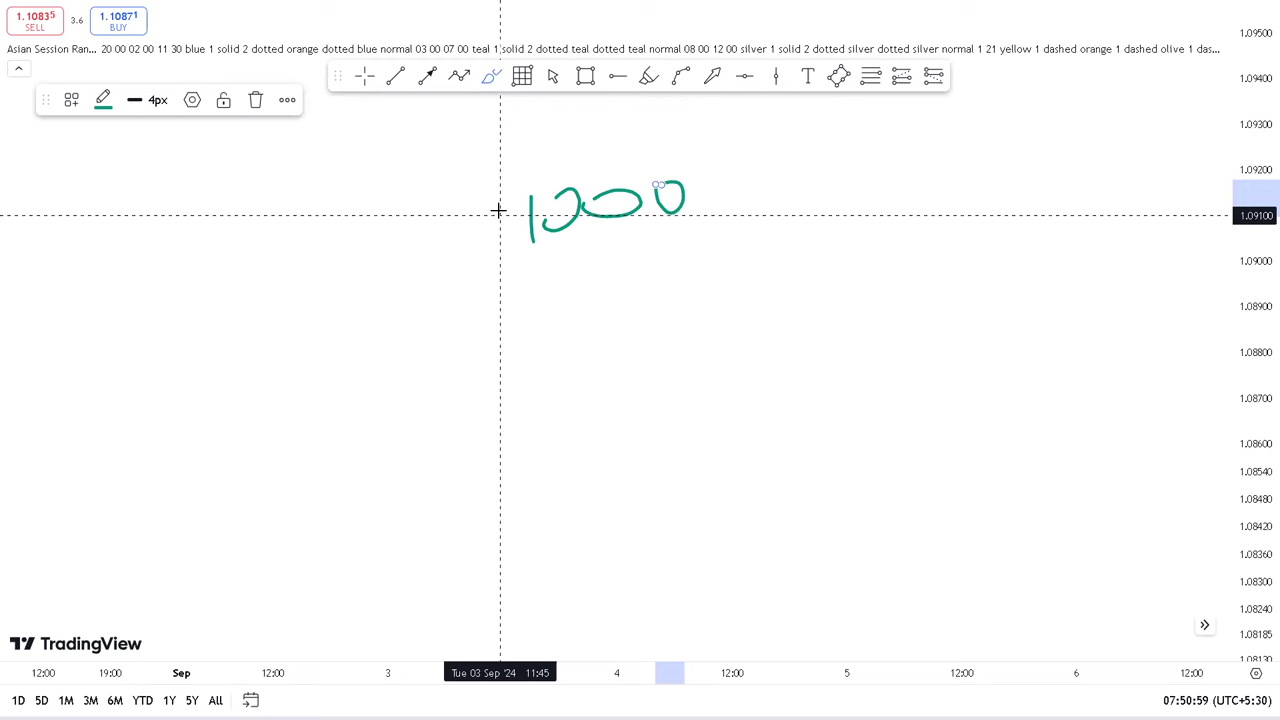 1.10835 SELL 3.6 1.10871 BUY
Asian Session Ran... 20 00 02 00 11 30 blue 1 solid 2 dotted orange dotted blue normal 03 00 07 00 teal 1 solid 2 dotted teal dotted teal normal 08 00 12 00 silver 1 solid 2 dotted silver dotted silver normal 1 21 yellow 1 dashed orange 1 dashed olive 1 das...
4px
T
1000
1.09500
1.09400
1.09300
1.09200
1.09100
1.09000
1.08900
1.08800
1.08700
1.08600
1.08540
1.08480
1.08420
1.08360
1.08300
1.08240
1.08185
1.08130
TradingView
12:00 19:00 Sep 12:00 3 Tue 03 Sep '24 11:45 4 12:00 5 12:00 6 12:00
1D 5D 1M 3M 6M YTD 1Y 5Y All 07:50:59 (UTC+5:30)